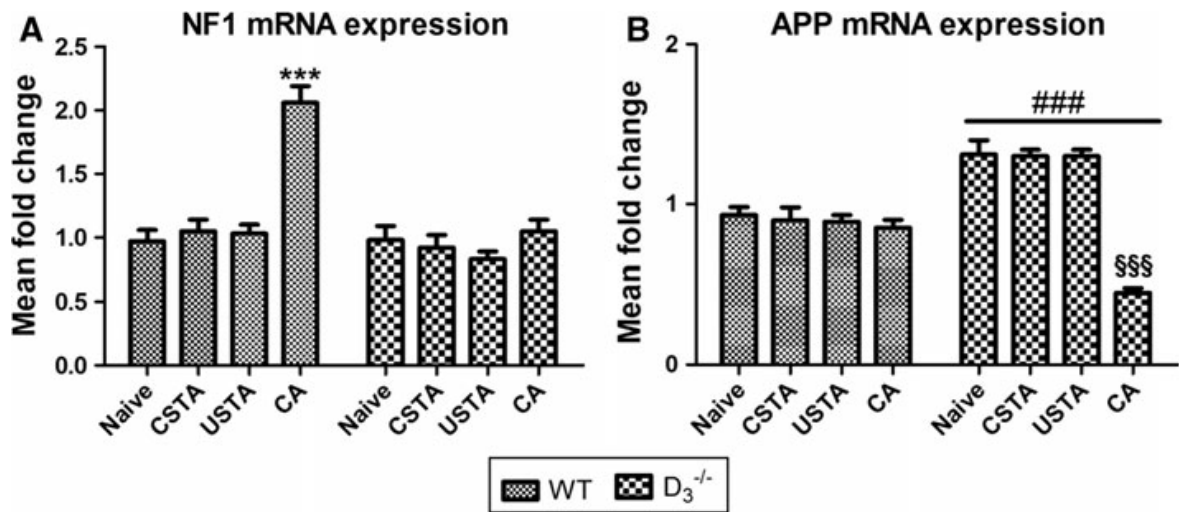 A NF1 mRNA expression
Mean fold change
2.5
2.0
1.5
1.0
0.5
0.0
***
Naive CSTA USTA CA Naive CSTA USTA CA
B APP mRNA expression
Mean fold change
2
1
0
###
§§§
Naive CSTA USTA CA Naive CSTA USTA CA
WT D₃⁻/⁻